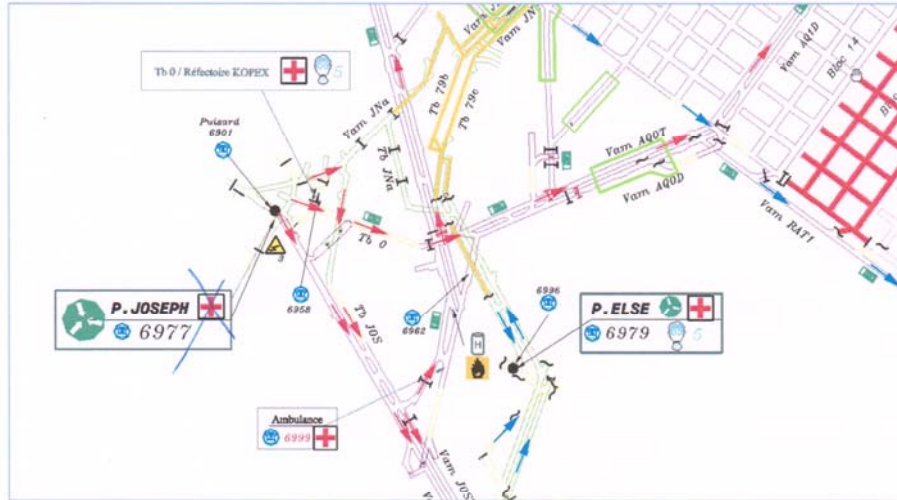 Vam AQ1D
Bloc 14
Tb 0 / Réfectoire KOPEX
5
Tb 79b
Tb 79c
Vam JNa
Puisard
6901
Tb JNa
Vam AQ0T
Vam AQ0D
Vam RAT1
Tb 0
3
P.JOSEPH
6977
6958
Tb JOS
6962
6996
P.ELSE
6979
5
H
Ambulance
6999
Vam JOS